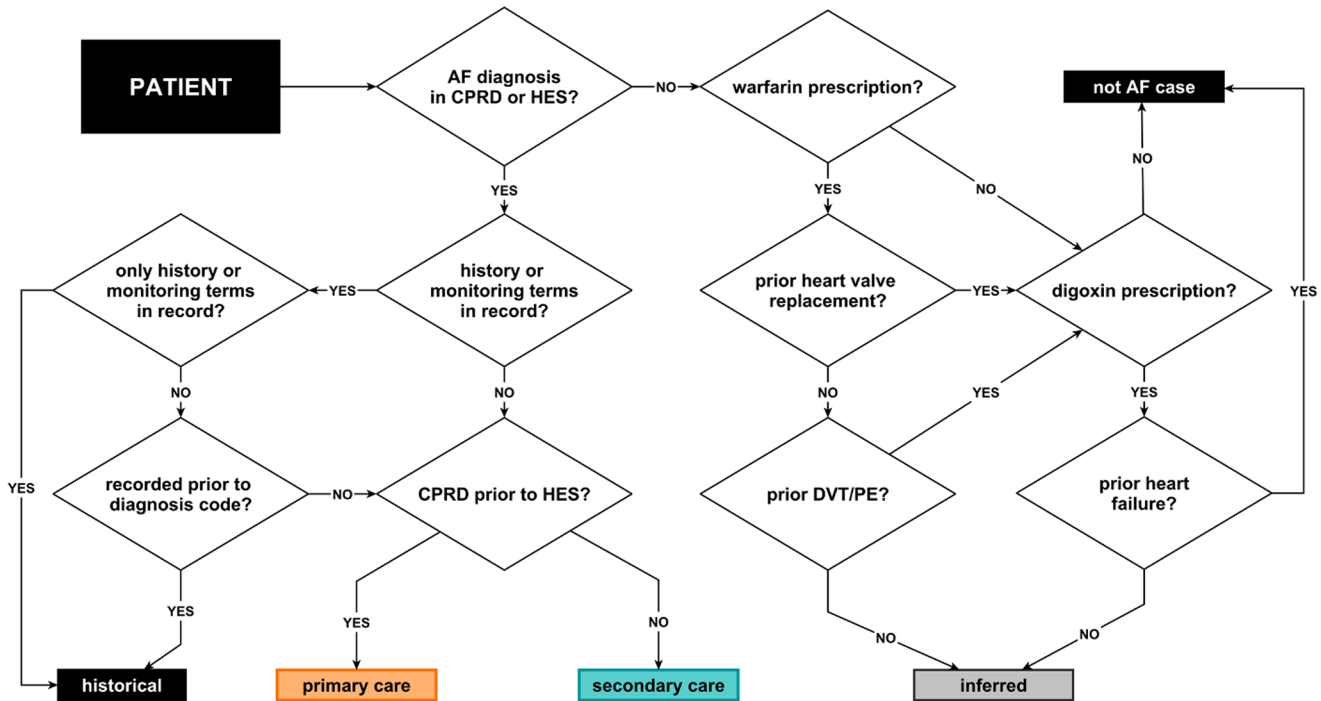 PATIENT
AF diagnosis
in CPRD or HES?
NO
warfarin prescription?
not AF case
YES
YES
NO
NO
YES
only history or
monitoring terms
in record?
YES
history or
monitoring terms
in record?
prior heart valve
replacement?
YES
digoxin prescription?
NO
NO
NO
YES
YES
YES
recorded prior to
diagnosis code?
NO
CPRD prior to HES?
prior DVT/PE?
prior heart
failure?
YES
YES
NO
NO
NO
historical
primary care
secondary care
inferred